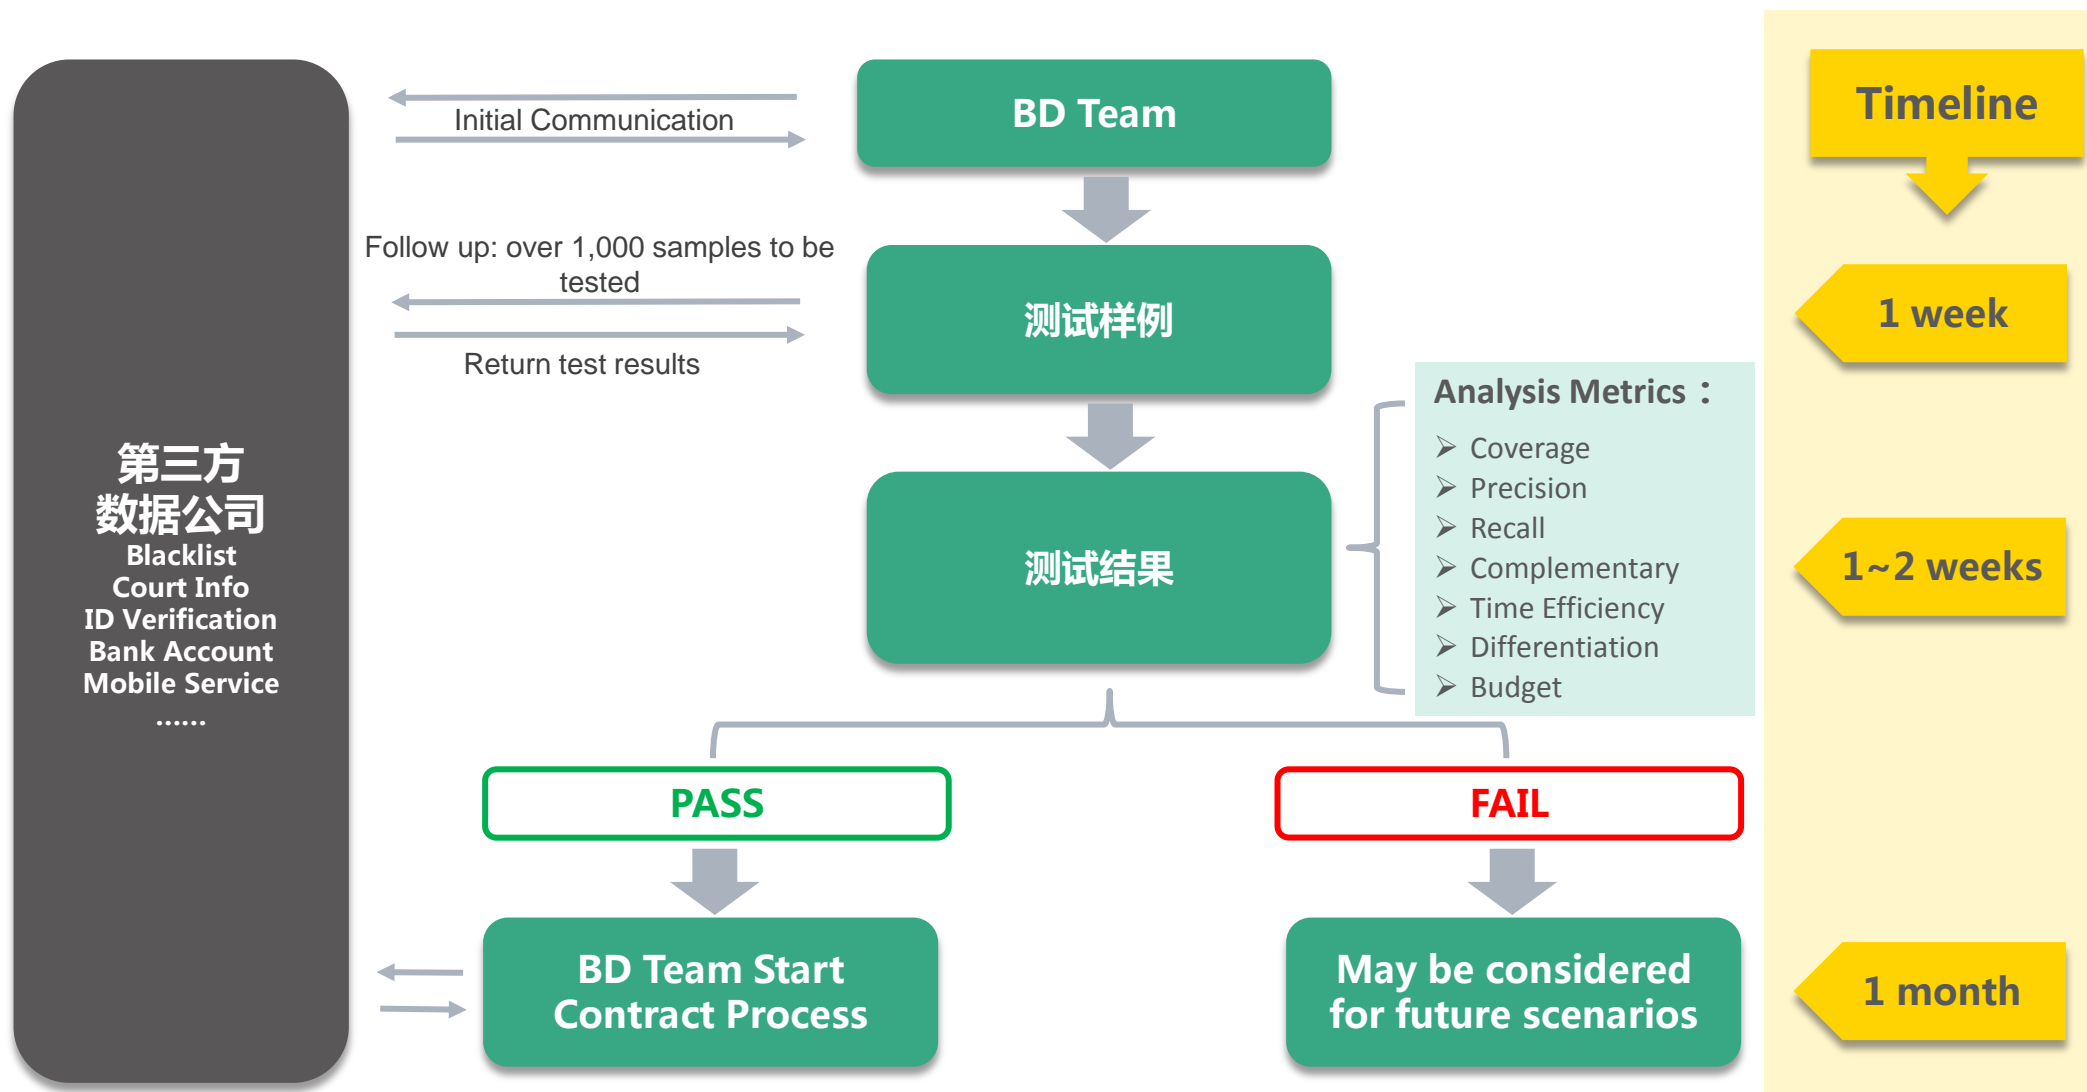 第三方
数据公司
Blacklist
Court Info
ID Verification
Bank Account
Mobile Service
......
Initial Communication
BD Team
Follow up: over 1,000 samples to be
tested
测试样例
Return test results
测试结果
Analysis Metrics：
➢ Coverage
➢ Precision
➢ Recall
➢ Complementary
➢ Time Efficiency
➢ Differentiation
➢ Budget
PASS
FAIL
BD Team Start
Contract Process
May be considered
for future scenarios
Timeline
1 week
1~2 weeks
1 month